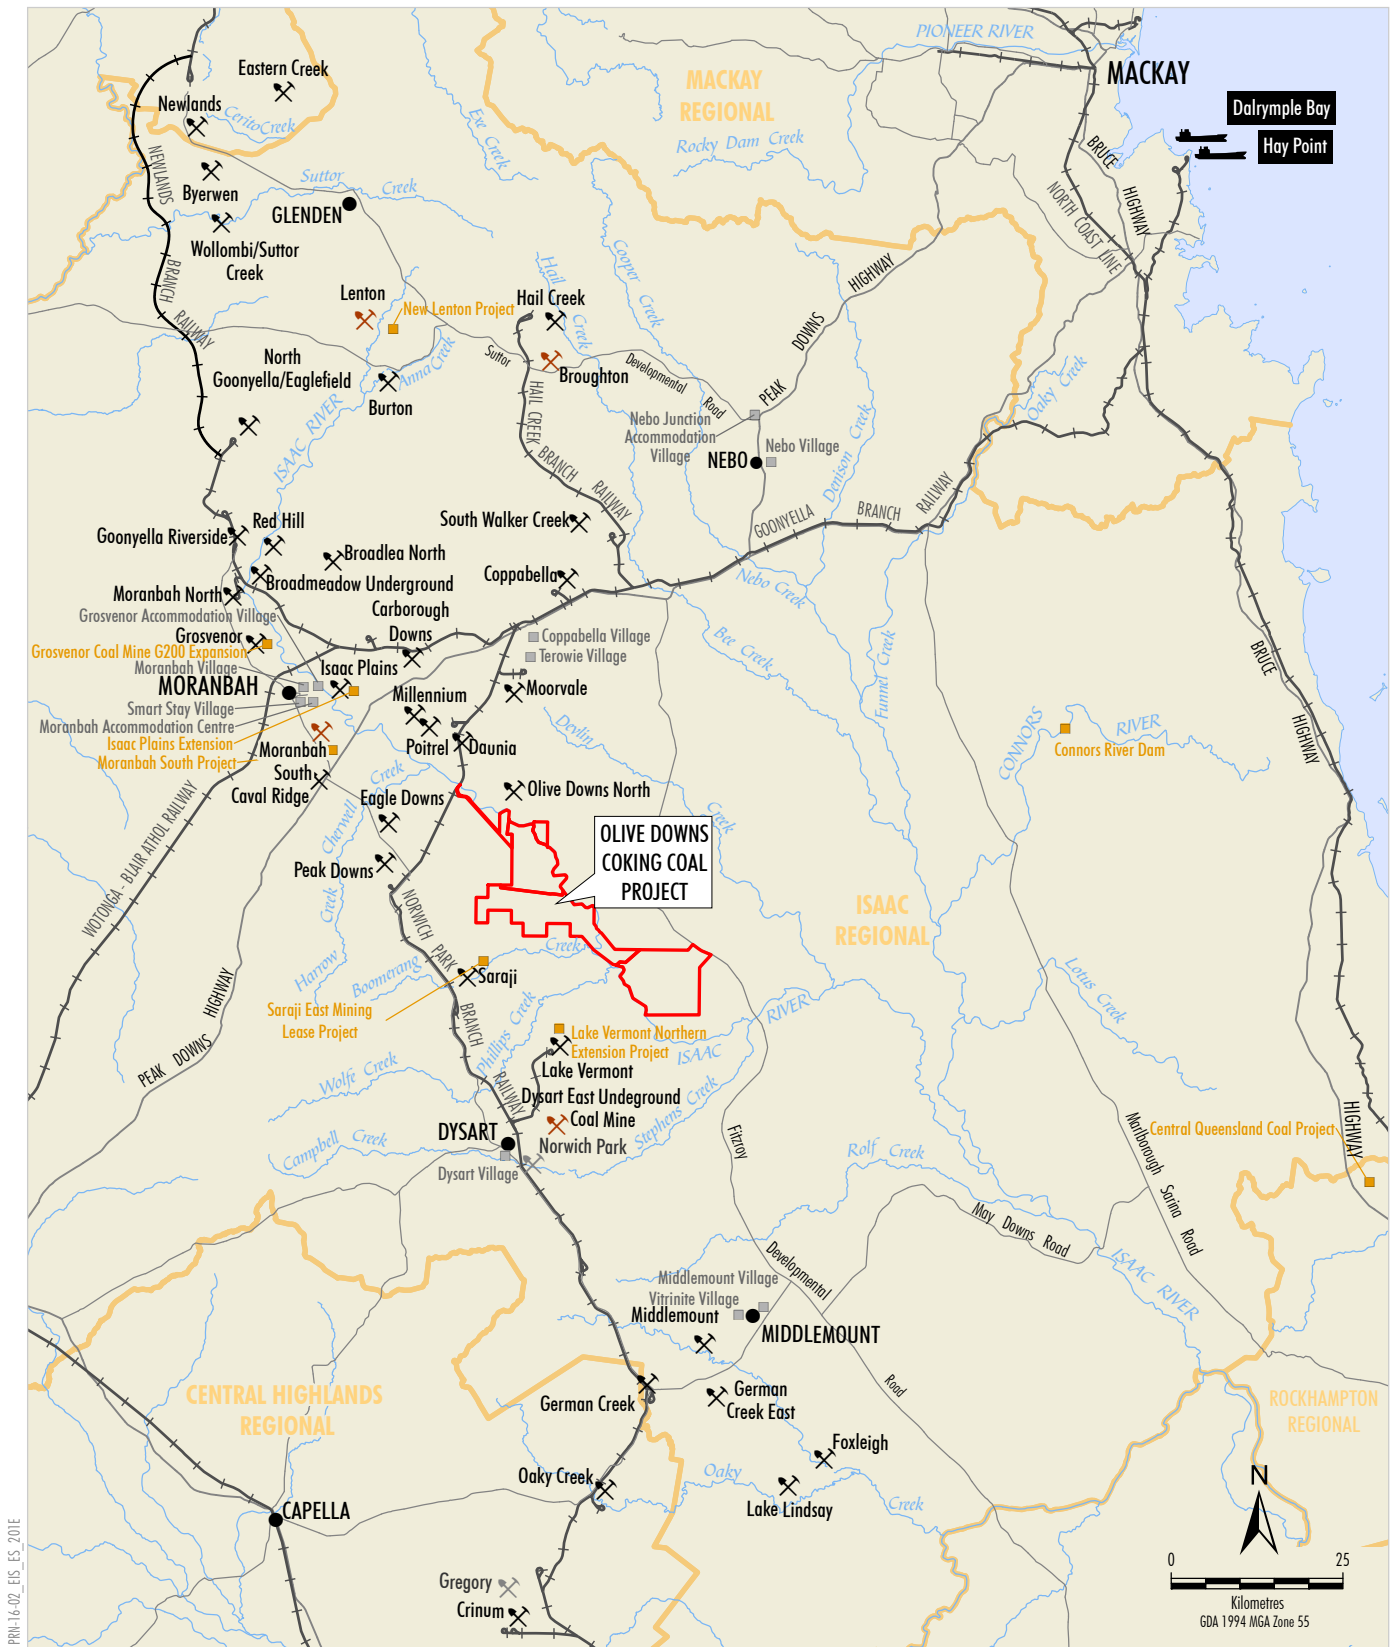 PIONEER RIVER
MACKAY
MACKAY
REGIONAL
Dalrymple Bay
Hay Point
Eastern Creek
Newlands
Cerito Creek
Exe Creek
Rocky Dam Creek
BRUCE
HIGHWAY
NORTH COAST LINE
NEWLANDS
BRANCH
RAILWAY
Byerwen
Suttor
Creek
GLENDEN
Wollombi/Suttor
Creek
Cooper Creek
Hail
Creek
HIGHWAY
DOWNS
PEAK
Lenton
New Lenton Project
Hail Creek
Suttor
Developmental
Road
Broughton
North
Goonyella/Eaglefield
Anna Creek
Burton
HAIL CREEK
BRANCH
RAILWAY
Oaky Creek
Nebo Junction
Accommodation
Village
Nebo Village
NEBO
Denison Creek
ISAAC RIVER
GOONYELLA
BRANCH
RAILWAY
South Walker Creek
Red Hill
Goonyella Riverside
Broadlea North
Broadmeadow Underground
Coppabella
Nebo Creek
Moranbah North
Grosvenor Accommodation Village
Carborough
Downs
Grosvenor
Grosvenor Coal Mine G200 Expansion
Coppabella Village
Terowie Village
Bee Creek
Funnel Creek
BRUCE
HIGHWAY
Moranbah Village
Isaac Plains
MORANBAH
Smart Stay Village
Moranbah Accommodation Centre
Isaac Plains Extension
Moranbah South Project
Moranbah
South
Caval Ridge
Millennium
Moorvale
Poitrel
Daunia
Devlin
Creek
CONNORS
RIVER
Connors River Dam
Olive Downs North
Eagle Downs
Cherwell
Creek
OLIVE DOWNS
COKING COAL
PROJECT
Peak Downs
WOTONGA - BLAIR ATHOL RAILWAY
NORWICH PARK
BRANCH
RAILWAY
ISAAC
REGIONAL
Harrow
Creek
Boomerang
Creek
Saraji
Saraji East Mining
Lease Project
PEAK DOWNS HIGHWAY
Lotus Creek
Phillips Creek
Lake Vermont Northern
Extension Project
Lake Vermont
ISAAC
RIVER
Wolfe Creek
Dysart East Undeground
Coal Mine
Stephens Creek
DYSART
Norwich Park
Campbell Creek
Dysart Village
Fitzroy
Developmental
Road
Rolf Creek
Marlborough Sarina Road
Central Queensland Coal Project
HIGHWAY
May Downs Road
ISAAC RIVER
Middlemount Village
Vitrinite Village
Middlemount
MIDDLEMOUNT
CENTRAL HIGHLANDS
REGIONAL
German Creek
German
Creek East
Foxleigh
ROCKHAMPTON
REGIONAL
Oaky Creek
Oaky
Creek
Lake Lindsay
CAPELLA
Gregory
Crinum
N
0
25
Kilometres
GDA 1994 MGA Zone 55
PRN-16-02_EIS_ES_201E